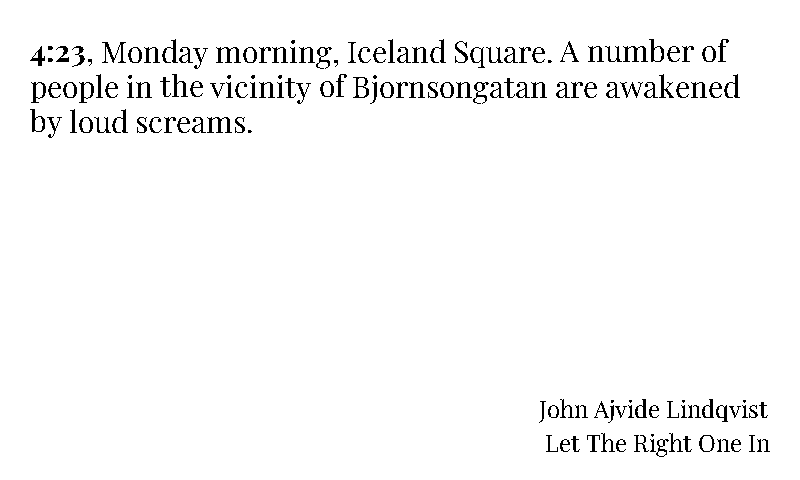 4:23, Monday morning, Iceland Square. A number of
people in the vicinity of Bjornsongatan are awakened
by loud screams.
John Ajvide Lindqvist
Let The Right One In